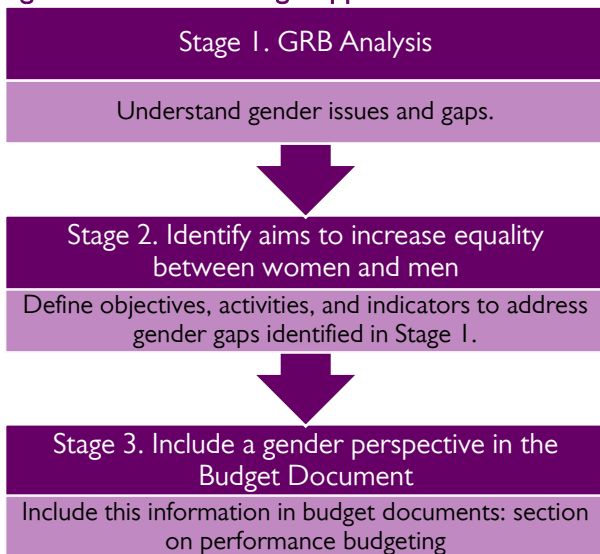 Stage 1. GRB Analysis
Understand gender issues and gaps.
Stage 2. Identify aims to increase equality
between women and men
Define objectives, activities, and indicators to address
gender gaps identified in Stage 1.
Stage 3. Include a gender perspective in the
Budget Document
Include this information in budget documents: section
on performance budgeting